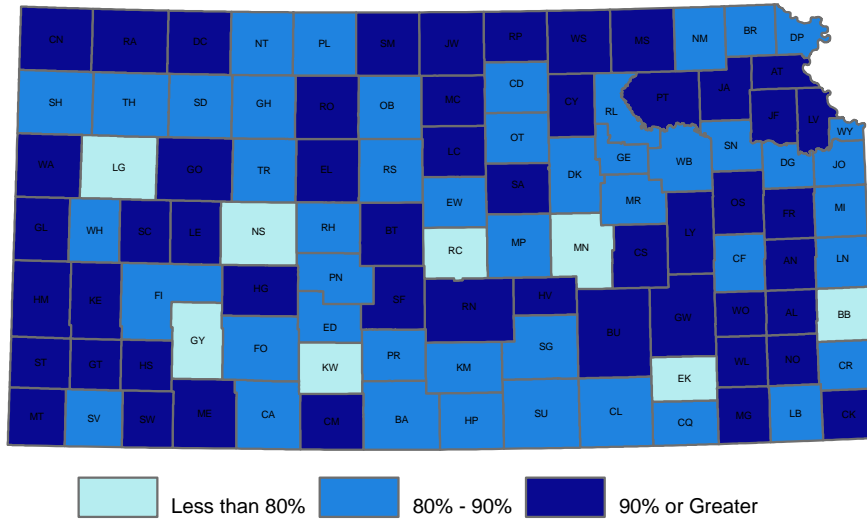 CN RA DC NT PL SM JW RP WS MS NM BR DP
SH TH SD GH RO OB MC CD CY RL PT JA AT
OT JF LV WY
WA LG GO TR EL RS LC SA DK GE WB SN DG JO
EW MR OS FR MI
GL WH SC LE NS RH BT RC MP MN CS LY CF AN LN
HM KE FI HG PN SF RN HV BU GW WO AL BB
GY ED
ST GT HS FO KW PR KM SG EK WL NO CR
MT SV SW ME CA CM BA HP SU CL CQ MG LB CK
Less than 80% 80% - 90% 90% or Greater